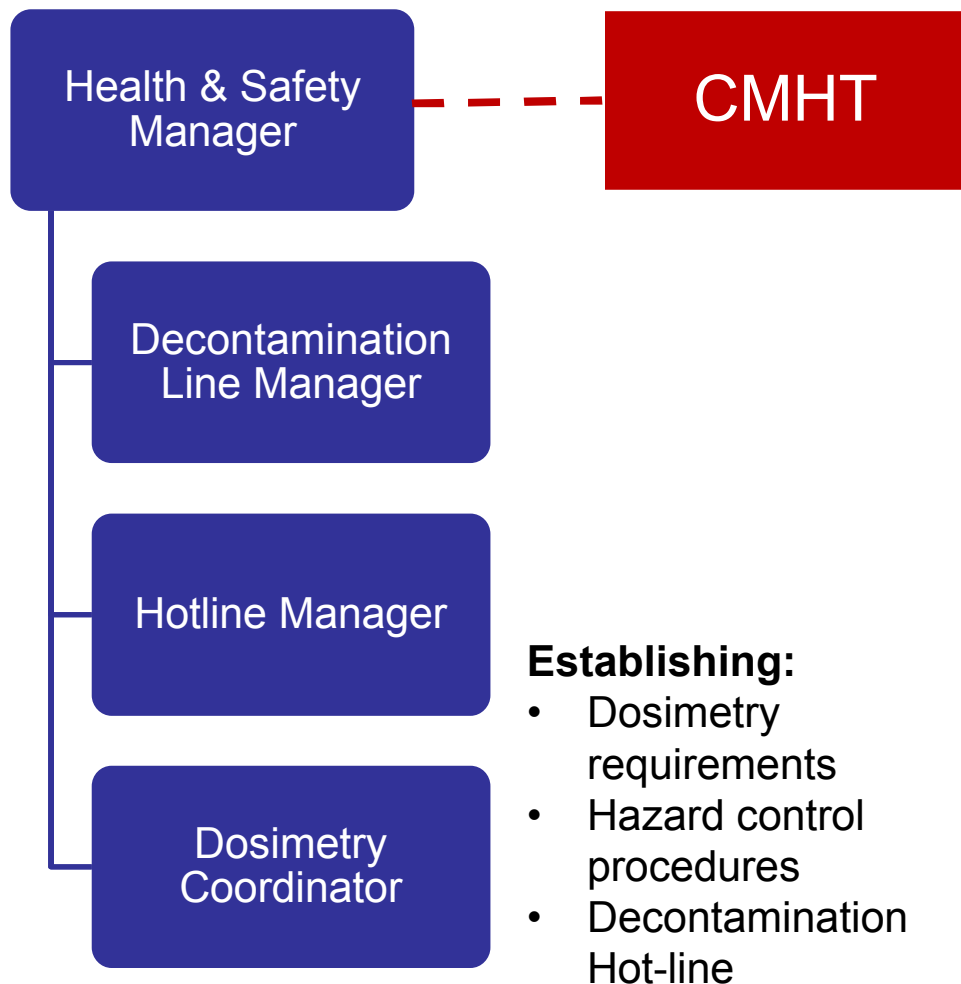 Health & Safety
Manager
CMHT
Decontamination
Line Manager
Hotline Manager
Dosimetry
Coordinator
Establishing:
• Dosimetry
requirements
• Hazard control
procedures
• Decontamination
Hot-line